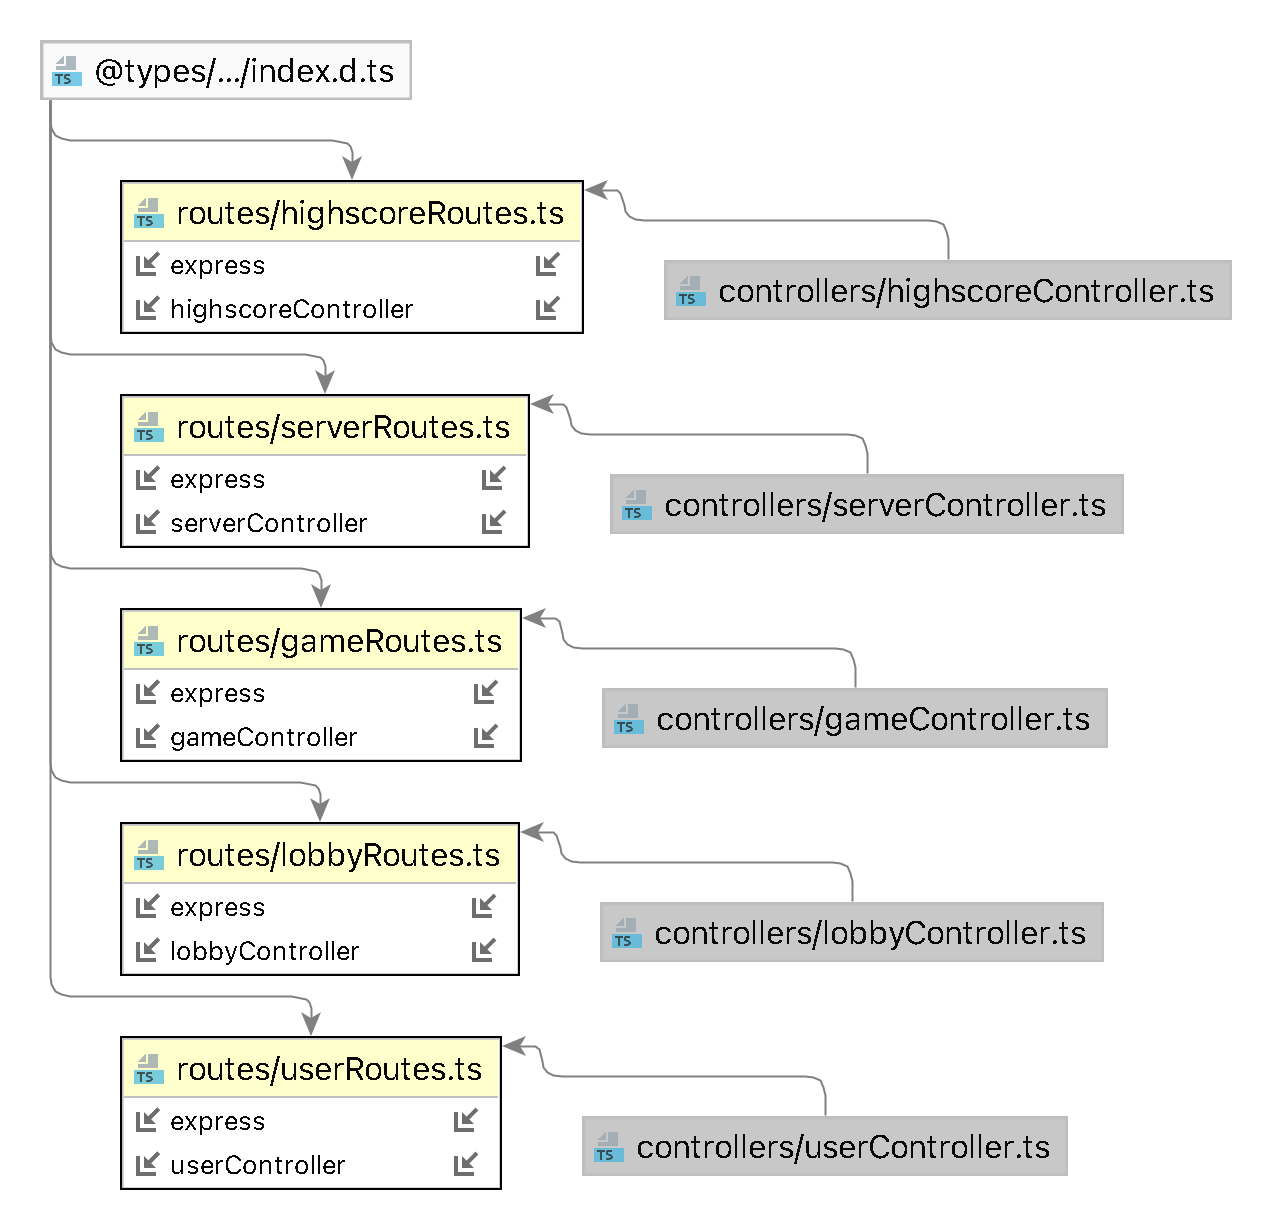 TS @types/.../index.d.ts
TS routes/highscoreRoutes.ts
express
highscoreController
TS controllers/highscoreController.ts
TS routes/serverRoutes.ts
express
serverController
TS controllers/serverController.ts
TS routes/gameRoutes.ts
express
gameController
TS controllers/gameController.ts
TS routes/lobbyRoutes.ts
express
lobbyController
TS controllers/lobbyController.ts
TS routes/userRoutes.ts
express
userController
TS controllers/userController.ts